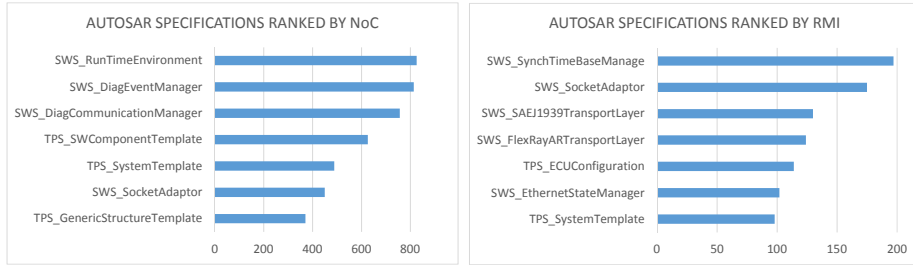 AUTOSAR SPECIFICATIONS RANKED BY NoC
SWS_RunTimeEnvironment
SWS_DiagEventManager
SWS_DiagCommunicationManager
TPS_SWComponentTemplate
TPS_SystemTemplate
SWS_SocketAdaptor
TPS_GenericStructureTemplate
0 200 400 600 800
AUTOSAR SPECIFICATIONS RANKED BY RMI
SWS_SynchTimeBaseManage
SWS_SocketAdaptor
SWS_SAEJ1939TransportLayer
SWS_FlexRayARTransportLayer
TPS_ECUConfiguration
SWS_EthernetStateManager
TPS_SystemTemplate
0 50 100 150 200